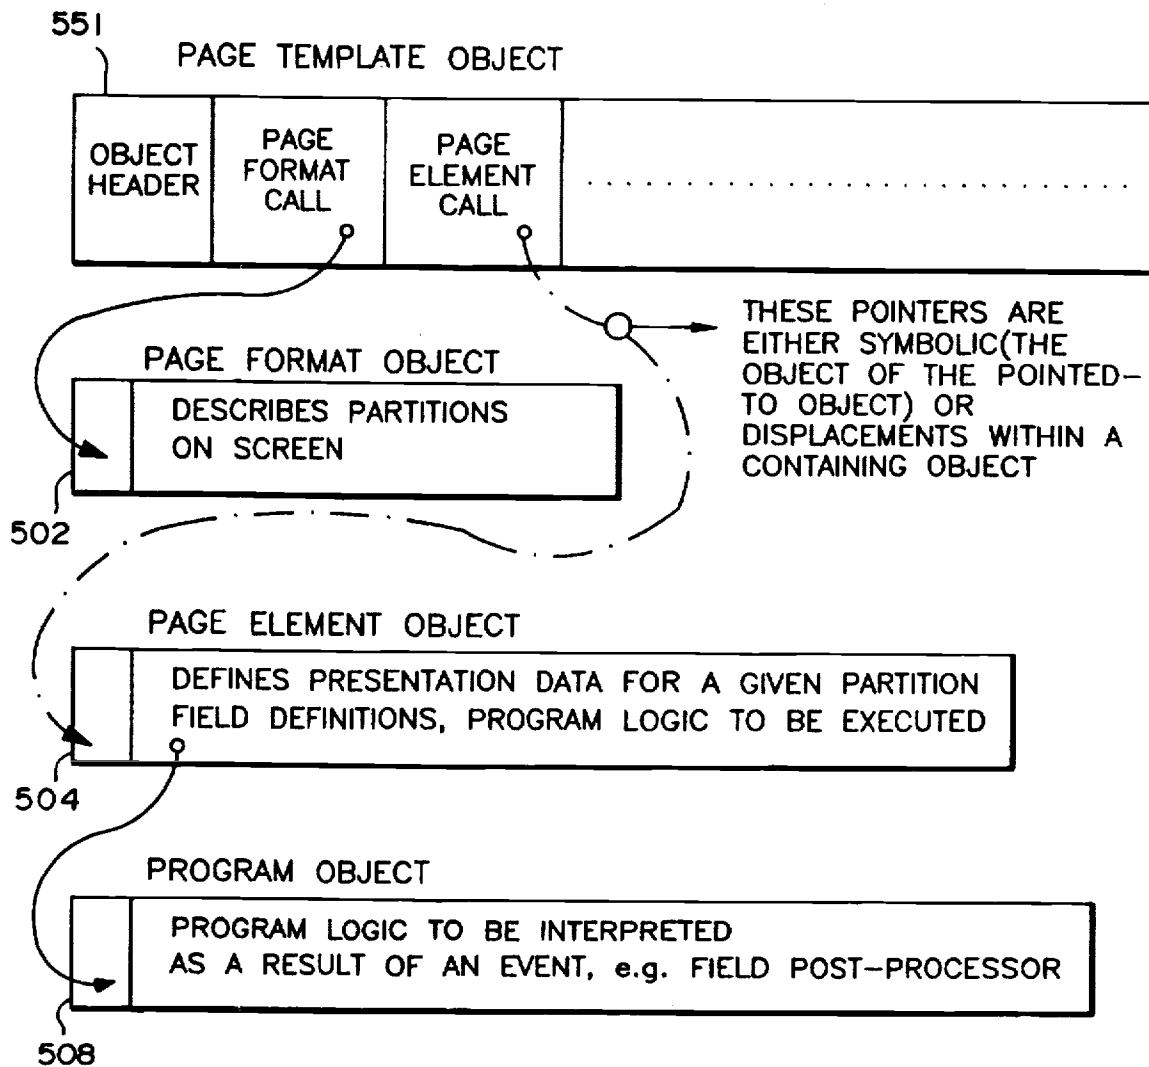 551
PAGE TEMPLATE OBJECT
OBJECT
HEADER
PAGE
FORMAT
CALL
PAGE
ELEMENT
CALL
THESE POINTERS ARE
EITHER SYMBOLIC(THE
OBJECT OF THE POINTED-
TO OBJECT) OR
DISPLACEMENTS WITHIN A
CONTAINING OBJECT
PAGE FORMAT OBJECT
DESCRIBES PARTITIONS
ON SCREEN
502
PAGE ELEMENT OBJECT
DEFINES PRESENTATION DATA FOR A GIVEN PARTITION
FIELD DEFINITIONS, PROGRAM LOGIC TO BE EXECUTED
504
PROGRAM OBJECT
PROGRAM LOGIC TO BE INTERPRETED
AS A RESULT OF AN EVENT, e.g. FIELD POST-PROCESSOR
508